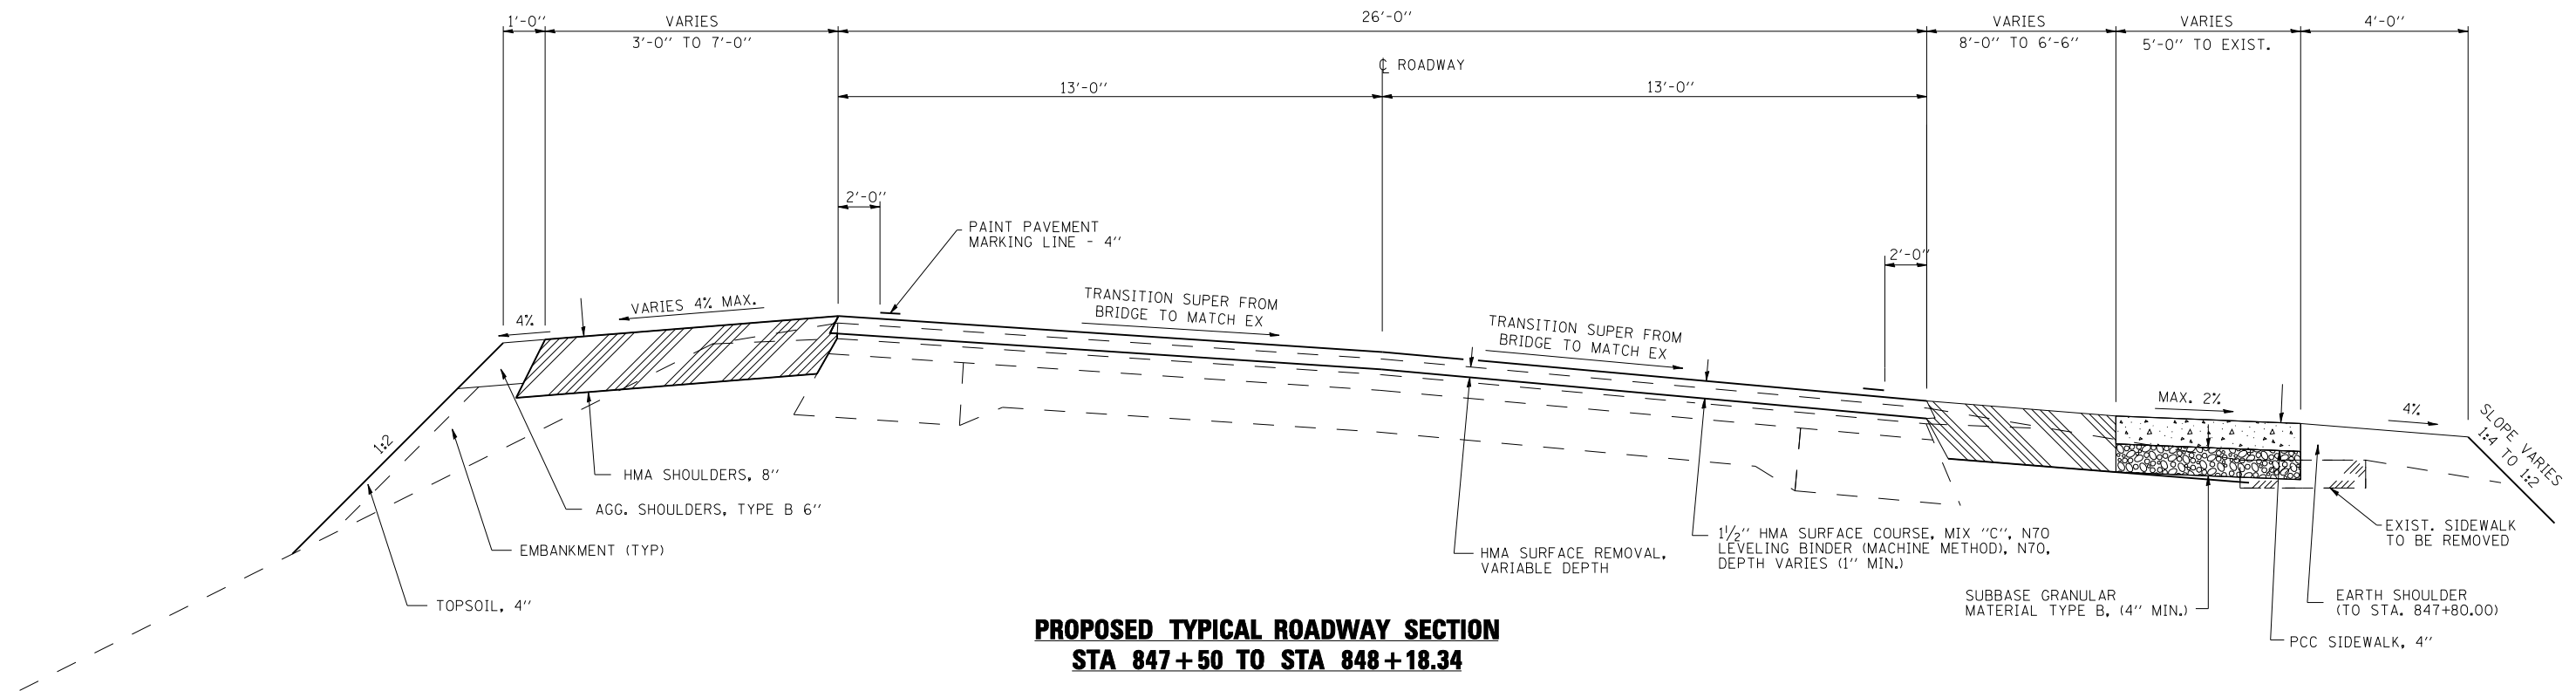 1'-0"
VARIES
3'-0" TO 7'-0"
26'-0"
VARIES
8'-0" TO 6'-6"
VARIES
5'-0" TO EXIST.
4'-0"
℄ ROADWAY
13'-0"
13'-0"
2'-0"
PAINT PAVEMENT
MARKING LINE - 4"
2'-0"
4%
VARIES 4% MAX.
TRANSITION SUPER FROM
BRIDGE TO MATCH EX
TRANSITION SUPER FROM
BRIDGE TO MATCH EX
MAX. 2%
4%
SLOPE VARIES
1:4 TO 1:2
1:2
HMA SHOULDERS, 8"
AGG. SHOULDERS, TYPE B 6"
EMBANKMENT (TYP)
TOPSOIL, 4"
HMA SURFACE REMOVAL,
VARIABLE DEPTH
1½" HMA SURFACE COURSE, MIX "C", N70
LEVELING BINDER (MACHINE METHOD), N70,
DEPTH VARIES (1" MIN.)
EXIST. SIDEWALK
TO BE REMOVED
SUBBASE GRANULAR
MATERIAL TYPE B, (4" MIN.)
EARTH SHOULDER
(TO STA. 847+80.00)
PCC SIDEWALK, 4"
PROPOSED TYPICAL ROADWAY SECTION
STA 847+50 TO STA 848+18.34